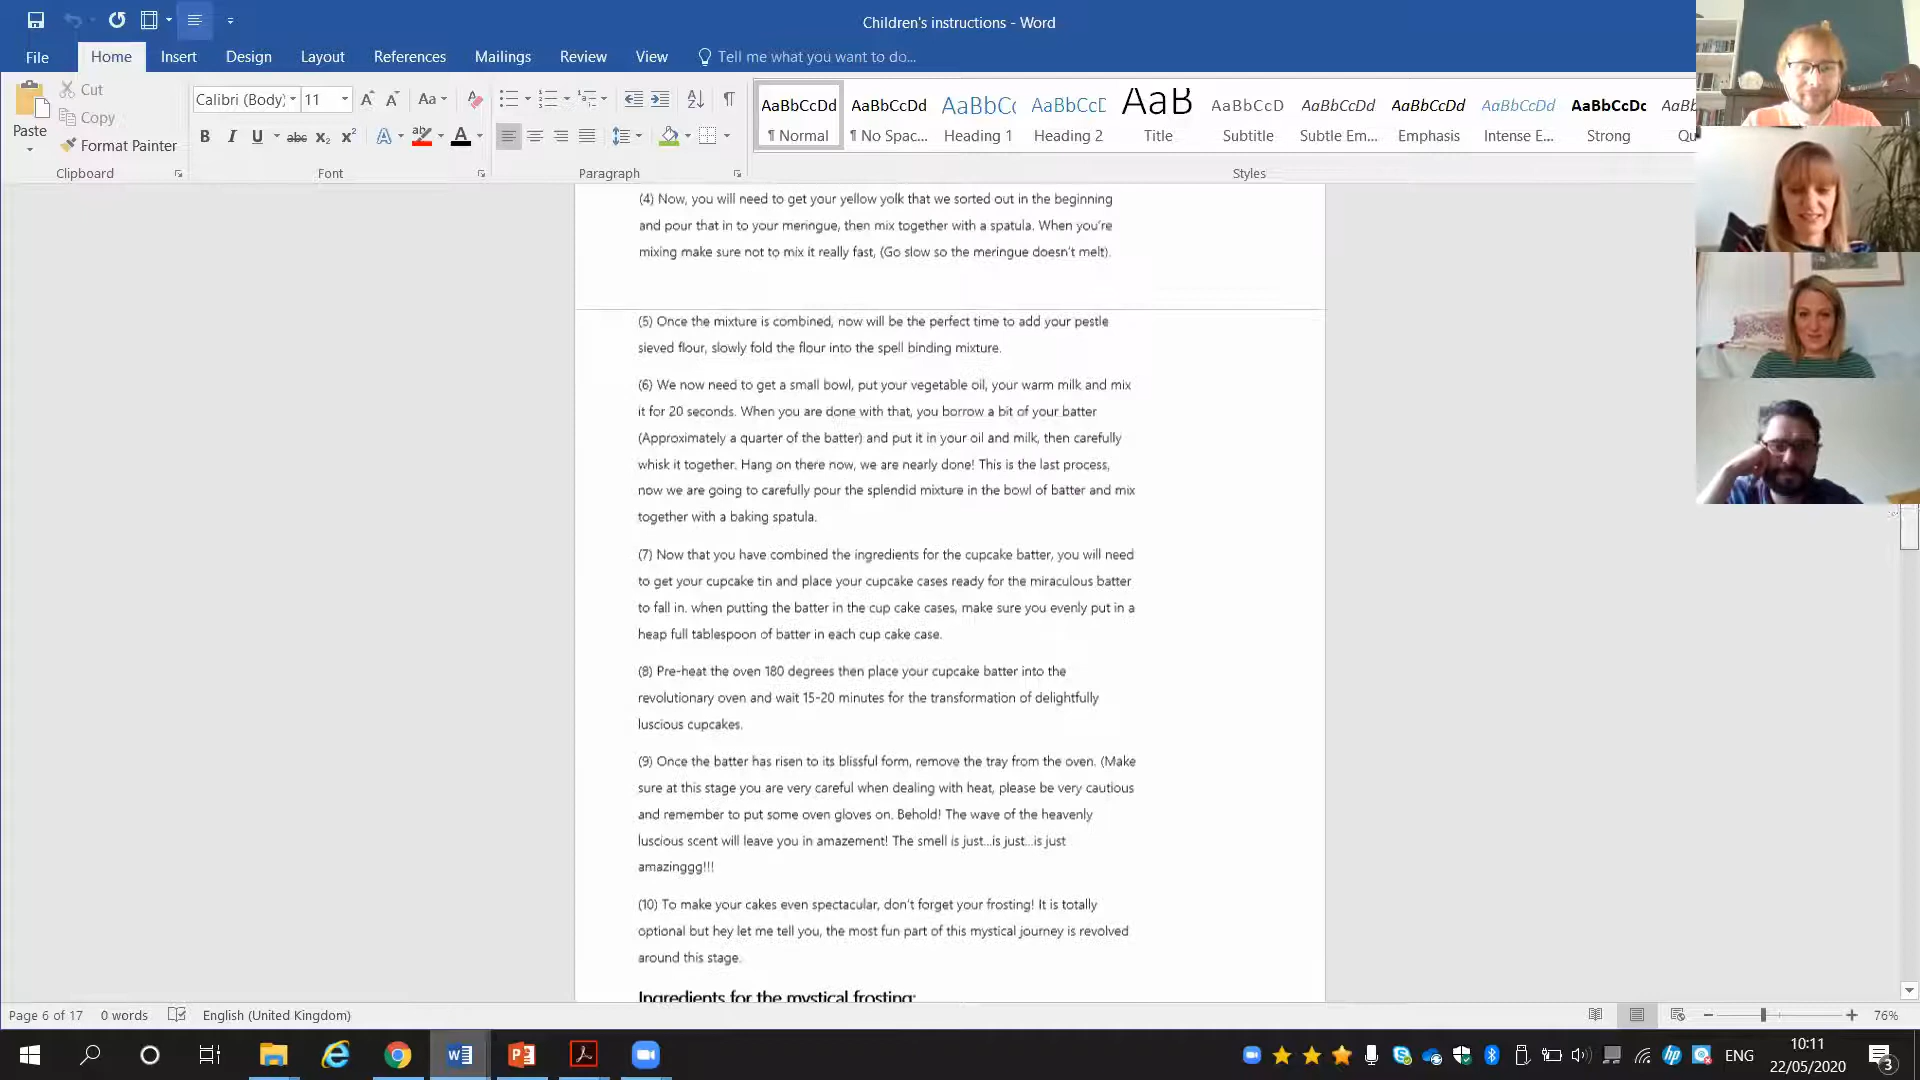 Children's instructions - Word
File
Home
Insert
Design
Layout
References
Mailings
Review
View
Tell me what you want to do...
Paste
Cut
Copy
Format Painter
Clipboard
Calibri (Body)
11
Font
Paragraph
AaBbCcDd
¶ Normal
AaBbCcDd
¶ No Spac...
AaBbC
Heading 1
AaBbCcE
Heading 2
AaB
Title
AaBbCcD
Subtitle
AaBbCcDd
Subtle Em...
AaBbCcDd
Emphasis
AaBbCcDd
Intense E...
AaBbCcDc
Strong
AaBb
Qu
Styles
(4) Now, you will need to get your yellow yolk that we sorted out in the beginning
and pour that in to your meringue, then mix together with a spatula. When you're
mixing make sure not to mix it really fast, (Go slow so the meringue doesn't melt).
(5) Once the mixture is combined, now will be the perfect time to add your pestle
sieved flour, slowly fold the flour into the spell binding mixture.
(6) We now need to get a small bowl, put your vegetable oil, your warm milk and mix
it for 20 seconds. When you are done with that, you borrow a bit of your batter
(Approximately a quarter of the batter) and put it in your oil and milk, then carefully
whisk it together. Hang on there now, we are nearly done! This is the last process,
now we are going to carefully pour the splendid mixture in the bowl of batter and mix
together with a baking spatula.
(7) Now that you have combined the ingredients for the cupcake batter, you will need
to get your cupcake tin and place your cupcake cases ready for the miraculous batter
to fall in. when putting the batter in the cup cake cases, make sure you evenly put in a
heap full tablespoon of batter in each cup cake case.
(8) Pre-heat the oven 180 degrees then place your cupcake batter into the
revolutionary oven and wait 15-20 minutes for the transformation of delightfully
luscious cupcakes.
(9) Once the batter has risen to its blissful form, remove the tray from the oven. (Make
sure at this stage you are very careful when dealing with heat, please be very cautious
and remember to put some oven gloves on. Behold! The wave of the heavenly
luscious scent will leave you in amazement! The smell is just...is just...is just
amazinggg!!!
(10) To make your cakes even spectacular, don't forget your frosting! It is totally
optional but hey let me tell you, the most fun part of this mystical journey is revolved
around this stage.
Ingredients for the mystical frosting:
Page 6 of 17
0 words
English (United Kingdom)
76%
ENG
10:11
22/05/2020
3